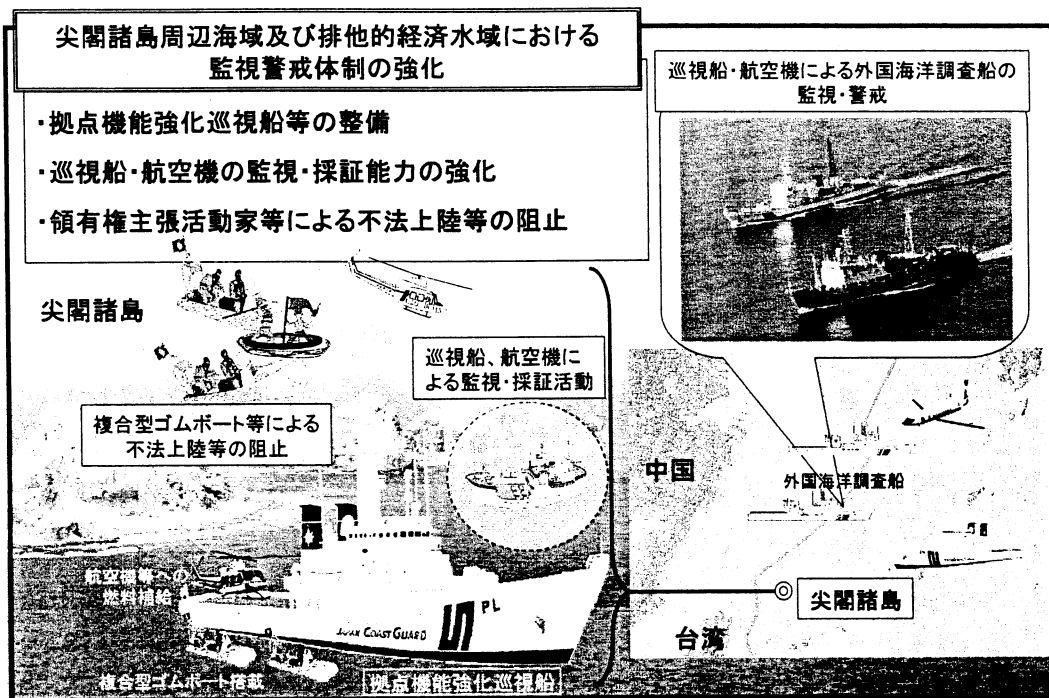 尖閣諸島周辺海域及び排他的経済水域における
監視警戒体制の強化
・拠点機能強化巡視船等の整備
・巡視船・航空機の監視・採証能力の強化
・領有権主張活動家等による不法上陸等の阻止
巡視船・航空機による外国海洋調査船の
監視・警戒
尖閣諸島
巡視船、航空機に
よる監視・採証活動
複合型ゴムボート等による
不法上陸等の阻止
中国
外国海洋調査船
航空機等への
燃料補給
PL
JAPAN COAST GUARD
尖閣諸島
台湾
複合型ゴムボート搭載
拠点機能強化巡視船